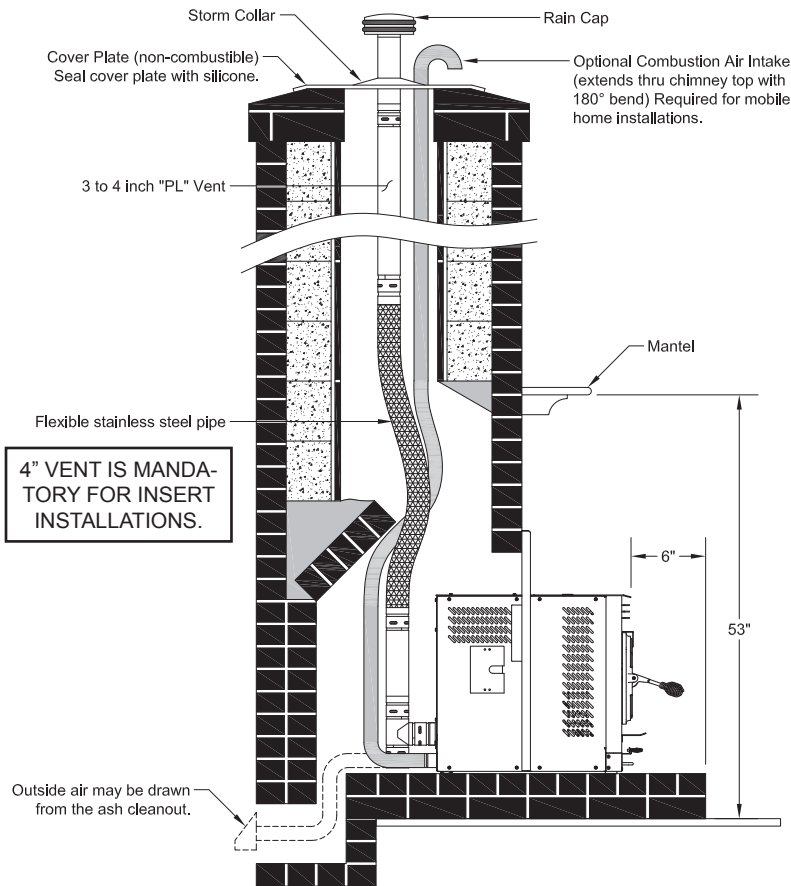 Storm Collar
Rain Cap
Cover Plate (non-combustible)
Seal cover plate with silicone.
Optional Combustion Air Intake
(extends thru chimney top with
180° bend) Required for mobile
home installations.
3 to 4 inch "PL" Vent
Mantel
Flexible stainless steel pipe
4” VENT IS MANDA-
TORY FOR INSERT
INSTALLATIONS.
6"
53"
Outside air may be drawn
from the ash cleanout.